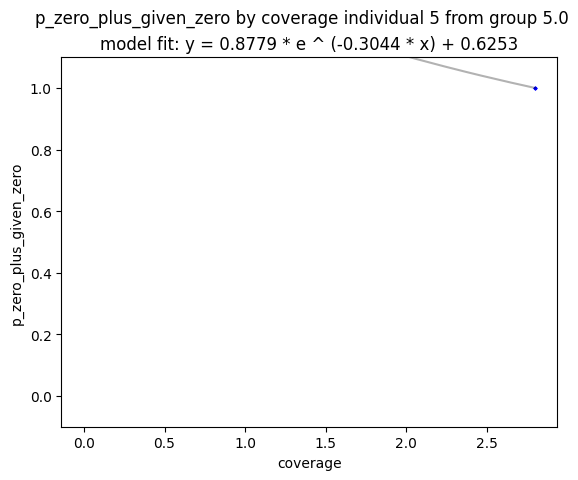 p_zero_plus_given_zero by coverage individual 5 from group 5.0
model fit: y = 0.8779 * e ^ (-0.3044 * x) + 0.6253
1.0
0.8
0.6
0.4
0.2
0.0
p_zero_plus_given_zero
0.0 0.5 1.0 1.5 2.0 2.5
coverage